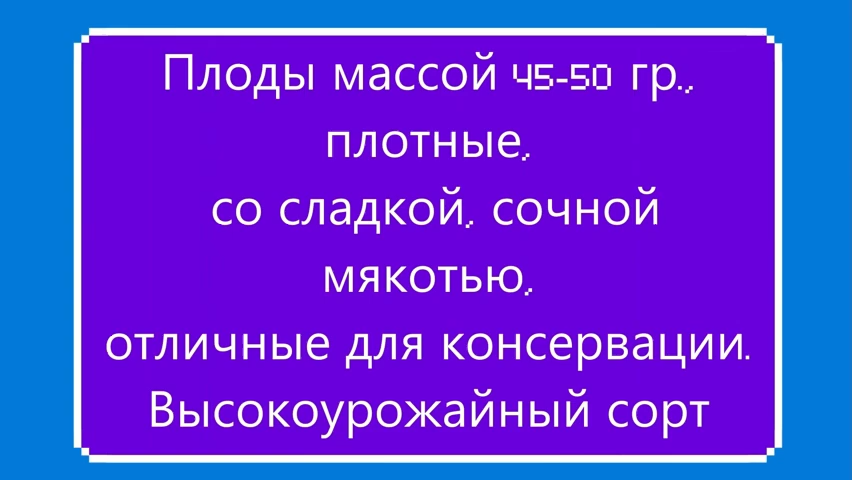 Плоды массой 45-50 гр.,
плотные,
со сладкой, сочной
мякотью,
отличные для консервации.
Высокоурожайный сорт